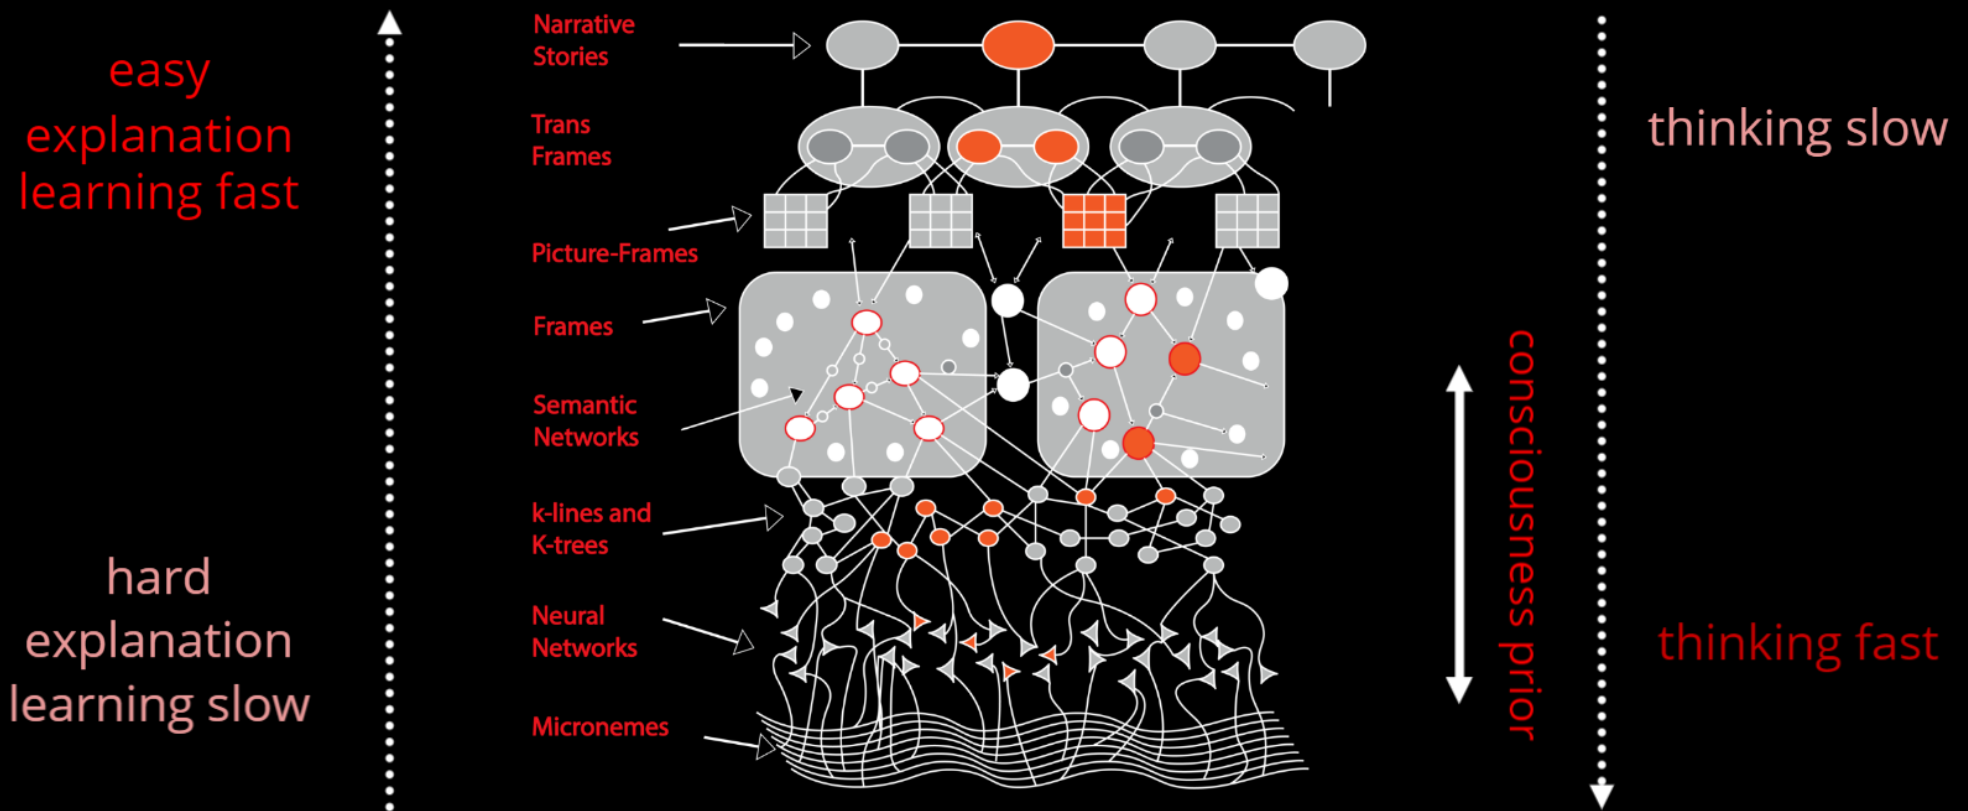 easy
explanation
learning fast
hard
explanation
learning slow
Narrative
Stories
Trans
Frames
Picture-Frames
Frames
Semantic
Networks
k-lines and
K-trees
Neural
Networks
Micronemes
consciousness prior
thinking slow
thinking fast